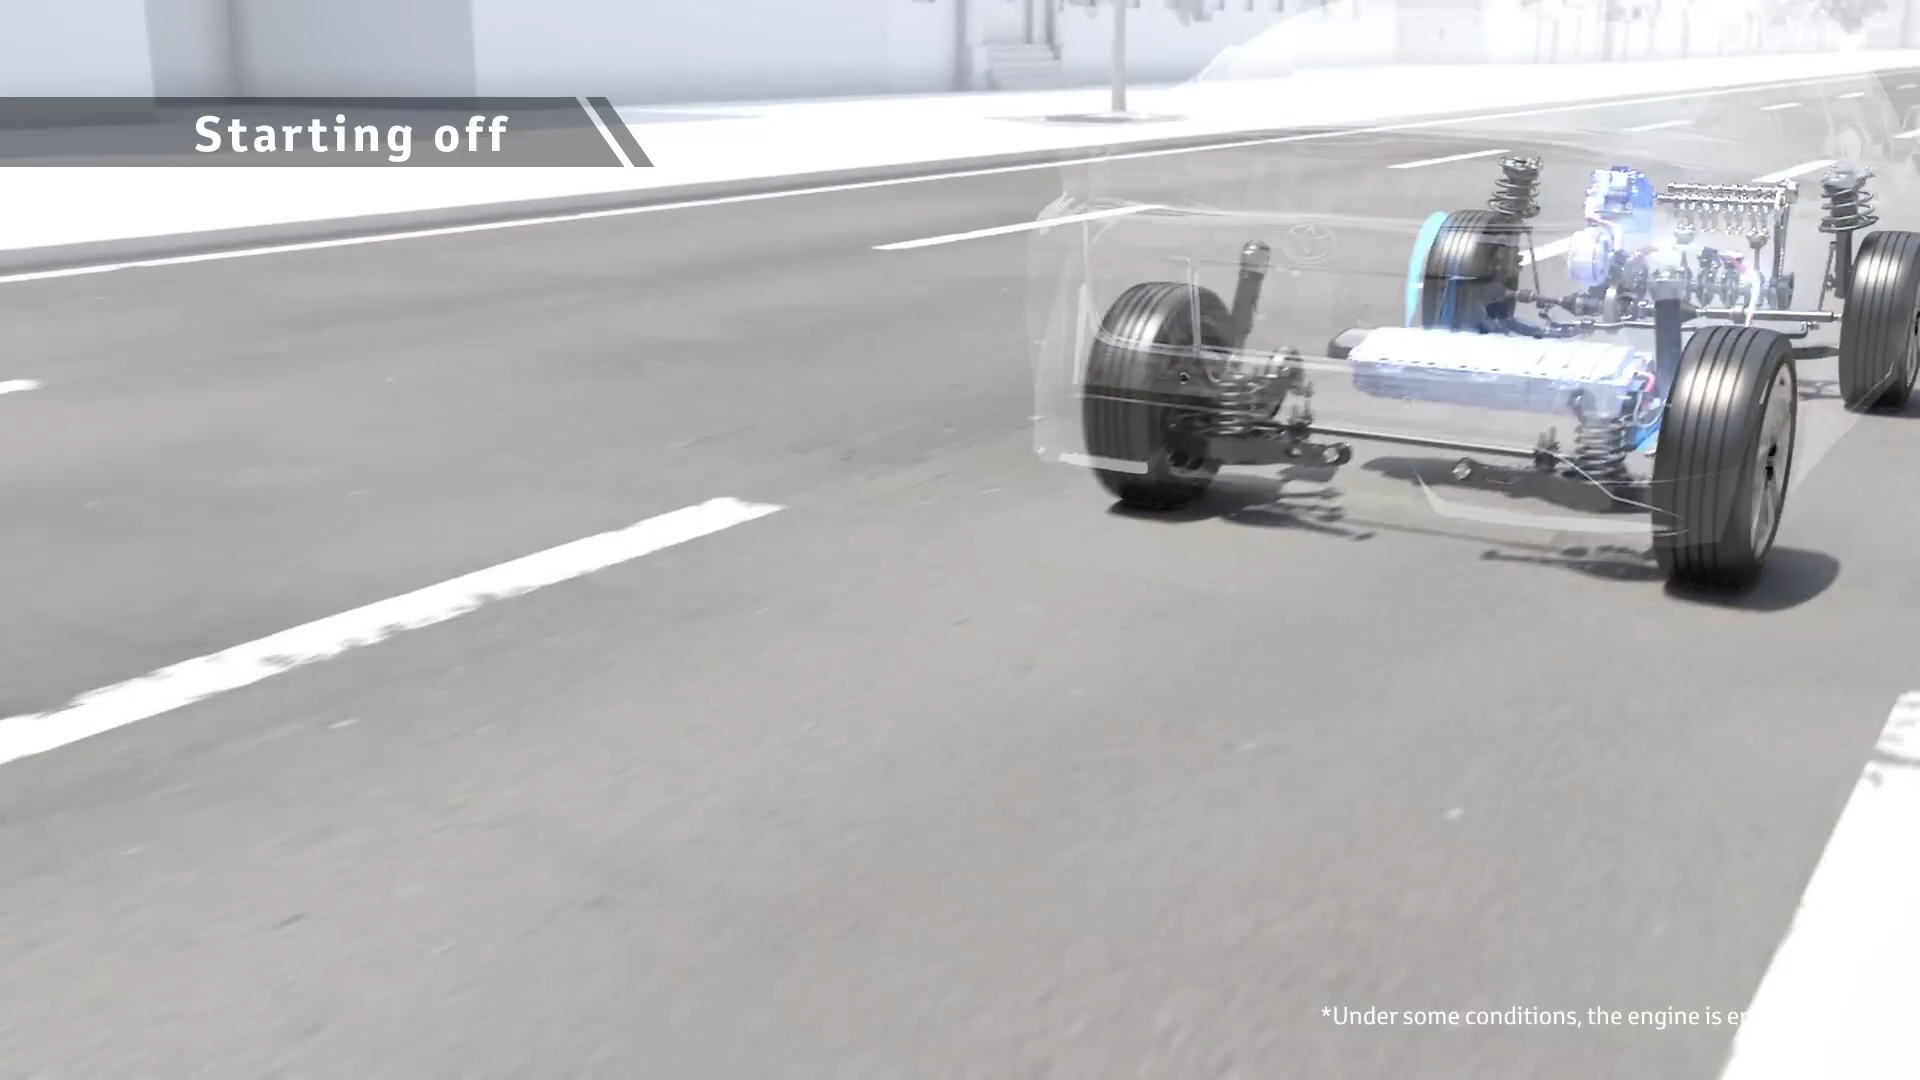 Starting off
*Under some conditions, the engine is